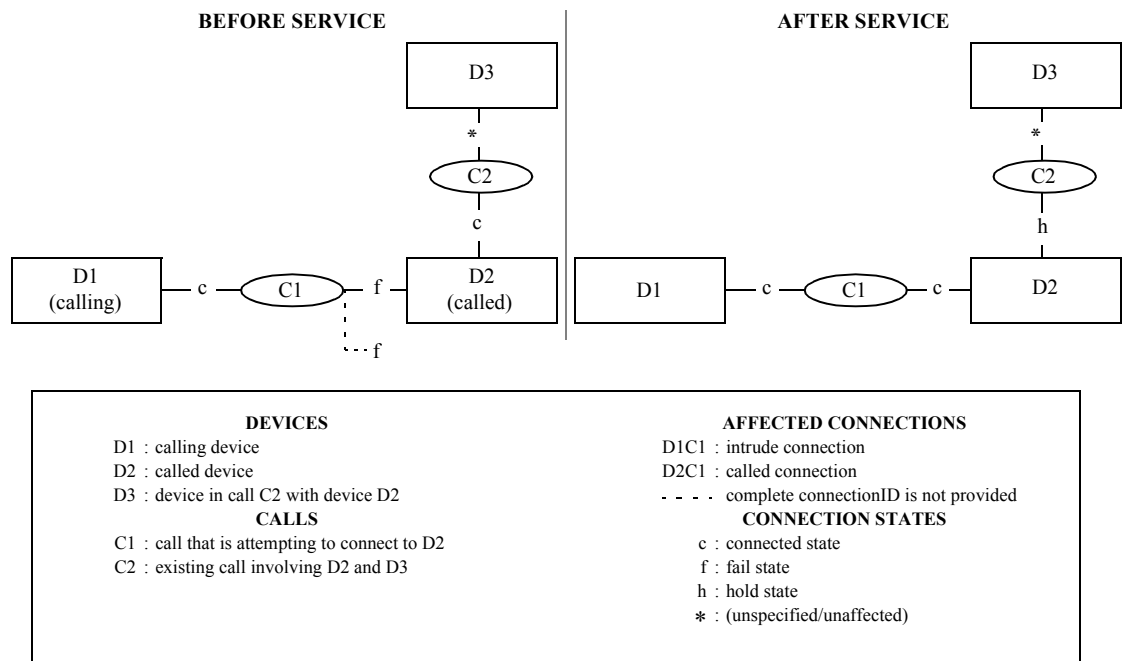 BEFORE SERVICE
D3
*
C2
c
D1
(calling)
c
C1
f
D2
(called)
f
AFTER SERVICE
D3
*
C2
h
D1
c
C1
c
D2
DEVICES
D1 : calling device
D2 : called device
D3 : device in call C2 with device D2
CALLS
C1 : call that is attempting to connect to D2
C2 : existing call involving D2 and D3
AFFECTED CONNECTIONS
D1C1 : intrude connection
D2C1 : called connection
- - - - complete connectionID is not provided
CONNECTION STATES
c : connected state
f : fail state
h : hold state
* : (unspecified/unaffected)